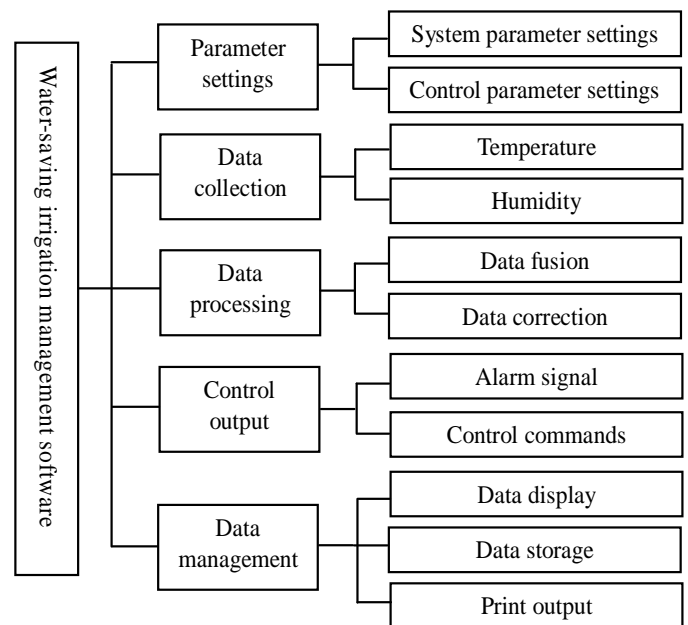 Water-saving irrigation management software
Parameter
settings
System parameter settings
Control parameter settings
Data
collection
Temperature
Humidity
Data
processing
Data fusion
Data correction
Control
output
Alarm signal
Control commands
Data
management
Data display
Data storage
Print output